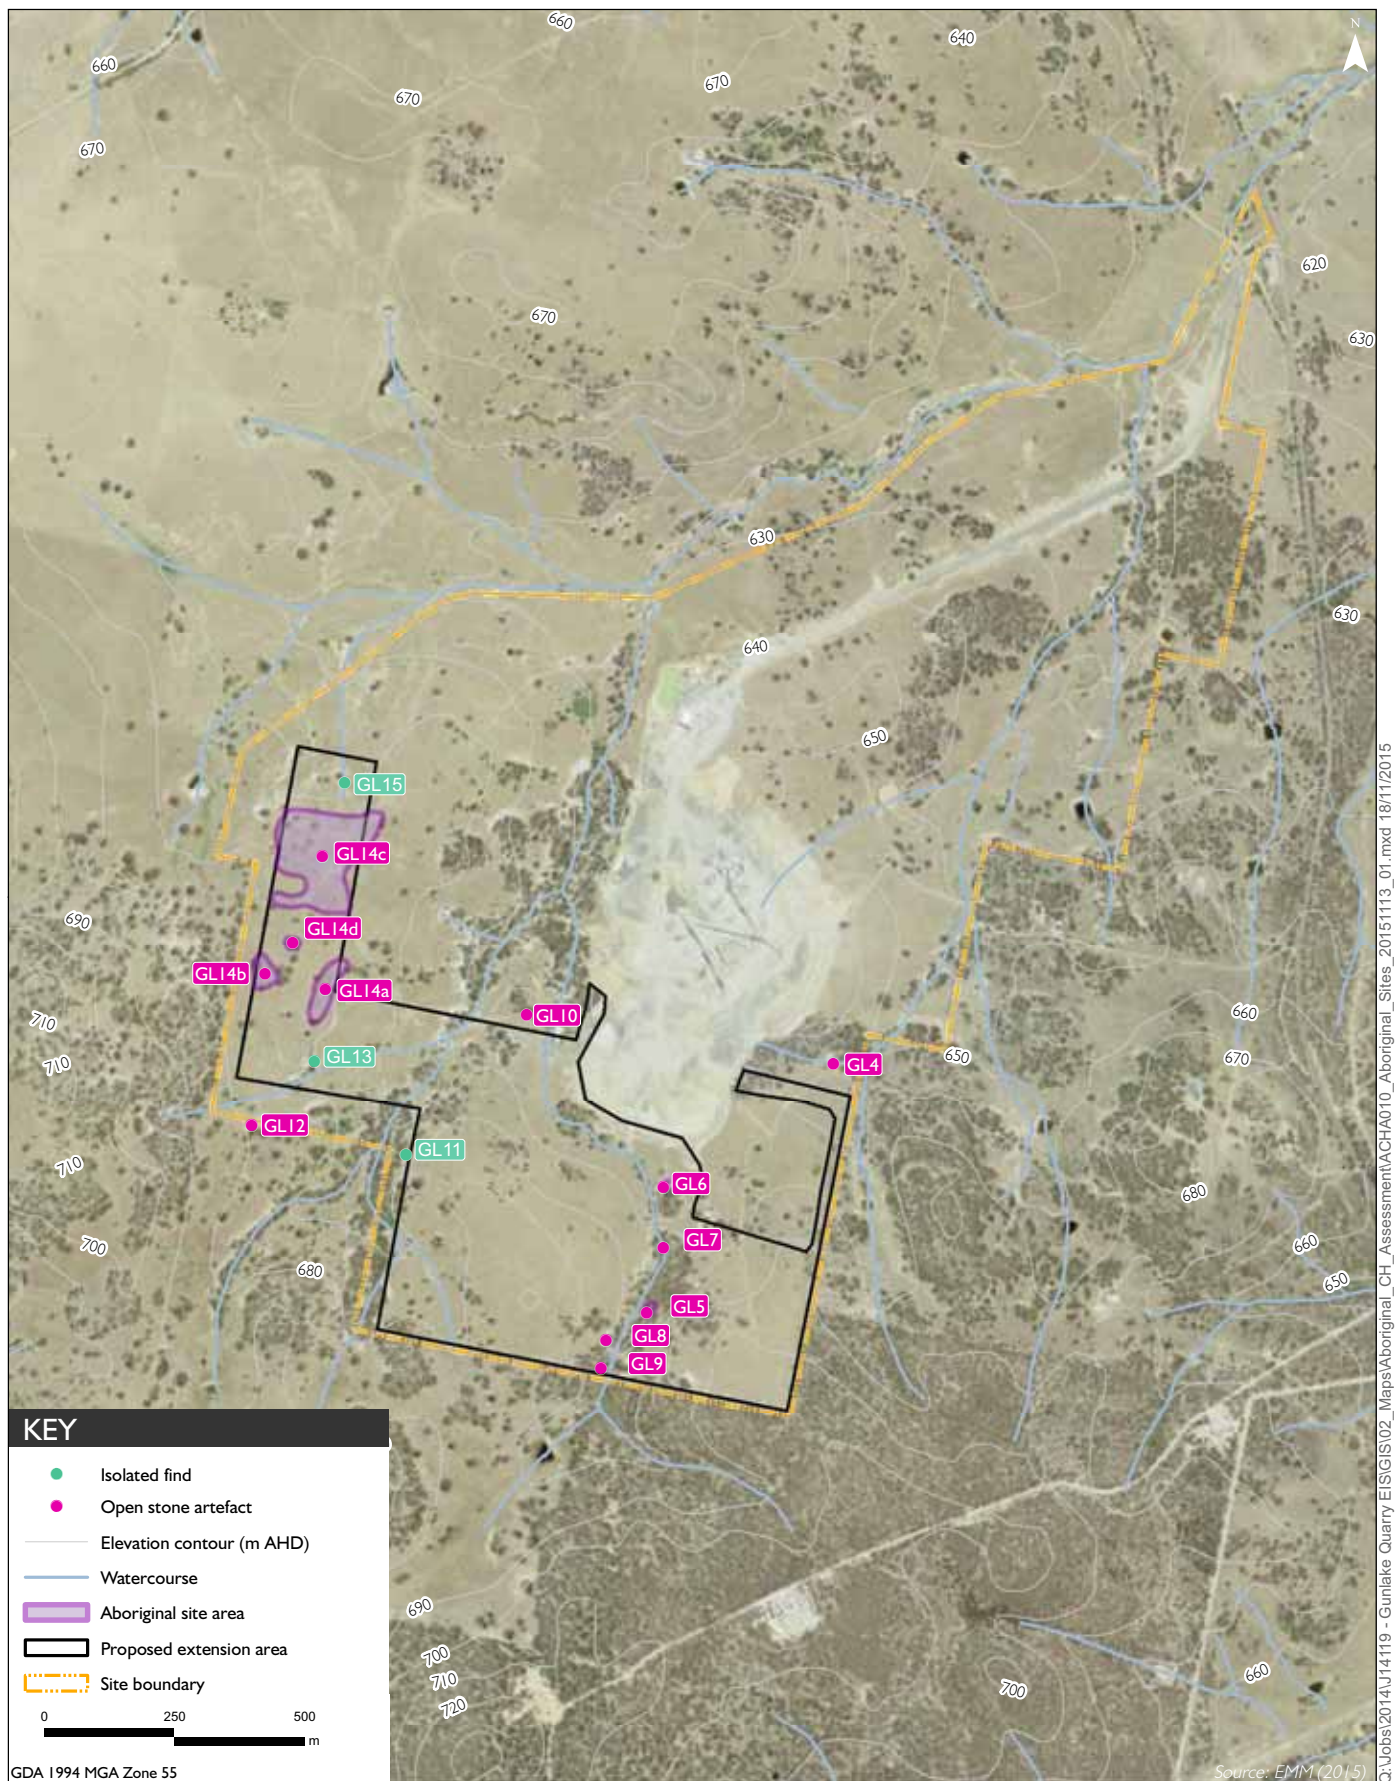 N
660
640
660
670
670
670
620
670
630
630
640
630
650
GL15
GL14c
690
GL14d
GL14b
GL14a
660
GL10
710
650
670
GL13
GL4
710
GL12
GL11
710
GL6
680
GL7
700
660
680
650
GL5
GL8
GL9
KEY
Isolated find
Open stone artefact
Elevation contour (m AHD)
Watercourse
Aboriginal site area
Proposed extension area
Site boundary
0 250 500
m
GDA 1994 MGA Zone 55
690
700
710
720
700
660
Source: EMM (2015)
Q:\Jobs\2014\J14119 - Gunlake Quarry EIS\GIS\02_Maps\Aboriginal_CH_Assessment\ACHA010_Aboriginal_Sites_20151113_01.mxd 18/11/2015